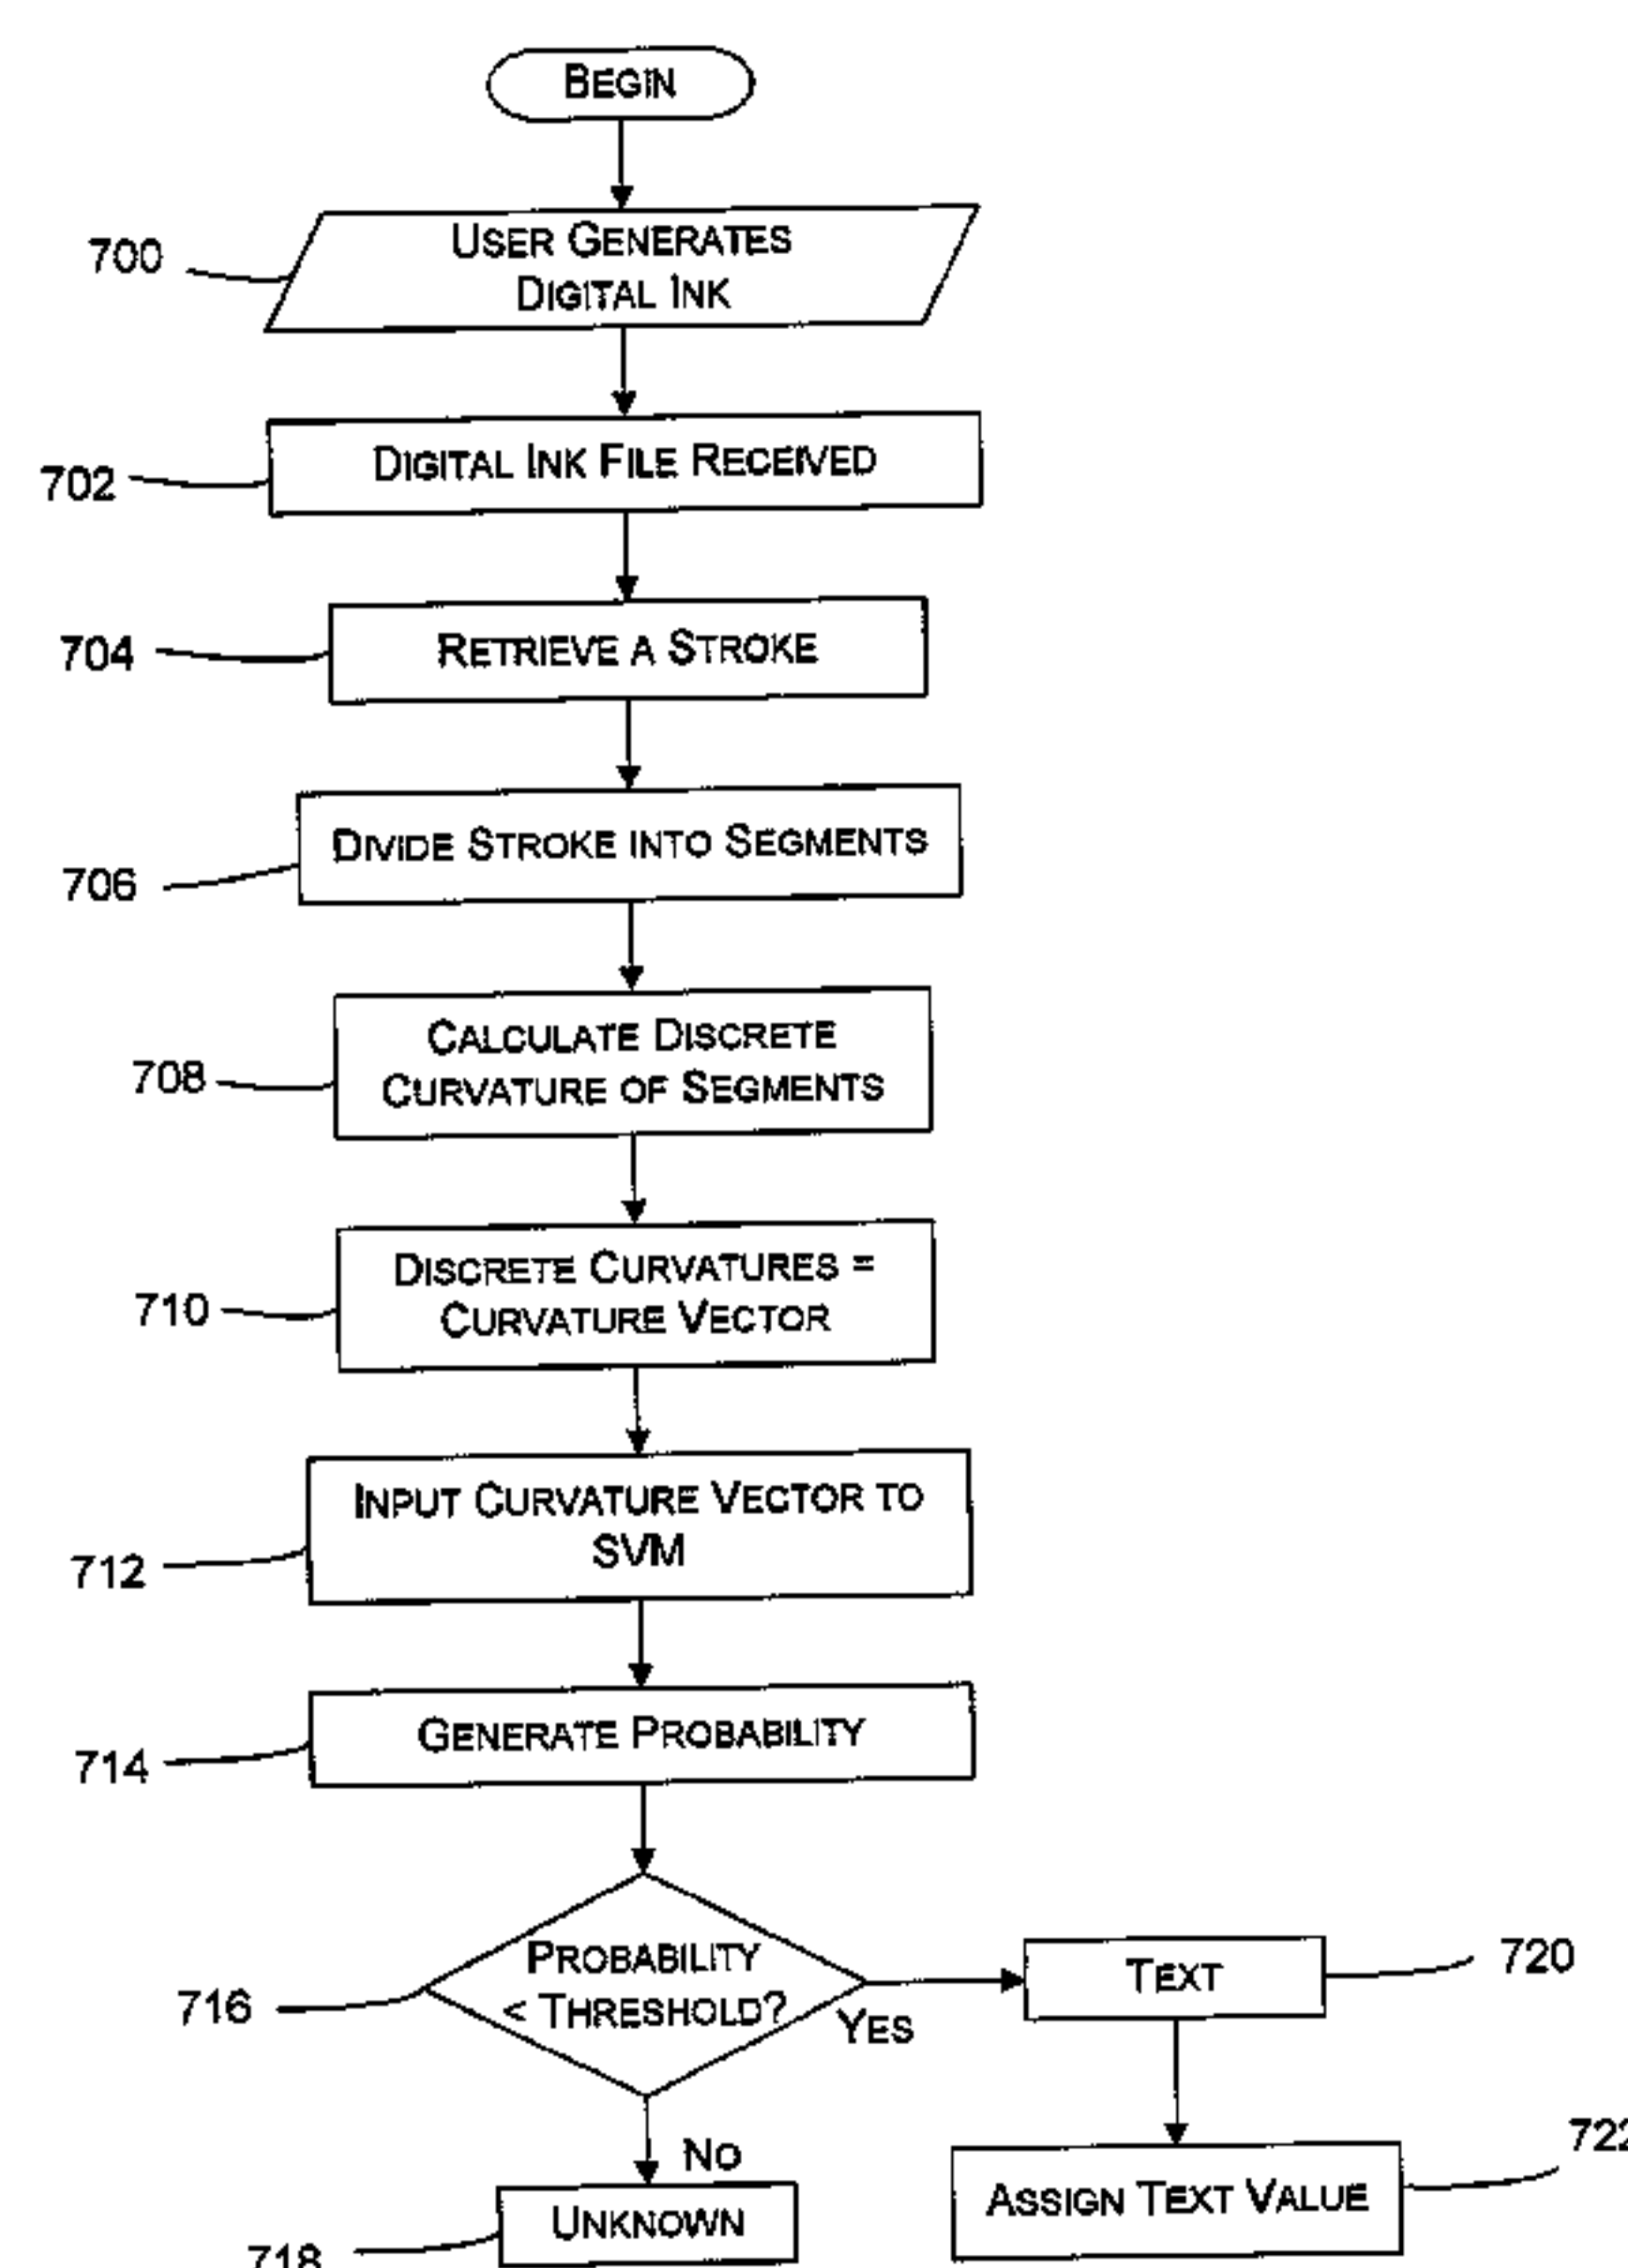 BEGIN
700
USER GENERATES
DIGITAL INK
702
DIGITAL INK FILE RECEIVED
704
RETRIEVE A STROKE
706
DIVIDE STROKE INTO SEGMENTS
708
CALCULATE DISCRETE
CURVATURE OF SEGMENTS
710
DISCRETE CURVATURES =
CURVATURE VECTOR
712
INPUT CURVATURE VECTOR TO
SVM
714
GENERATE PROBABILITY
716
PROBABILITY
< THRESHOLD?
YES
TEXT
720
NO
722
ASSIGN TEXT VALUE
UNKNOWN
718